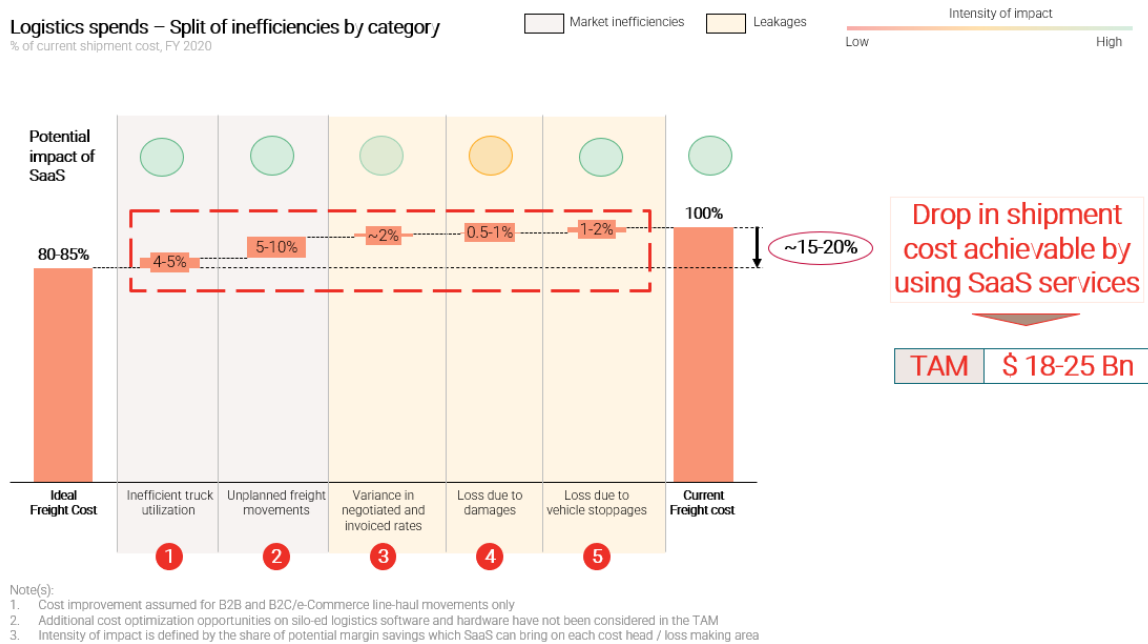 Logistics spends – Split of inefficiencies by category
% of current shipment cost, FY 2020
Market inefficiencies
Leakages
Intensity of impact
Low
High
Potential
impact of
SaaS
80-85%
4-5%
5-10%
~2%
0.5-1%
1-2%
100%
~15-20%
Drop in shipment
cost achievable by
using SaaS services
TAM
$ 18-25 Bn
Ideal
Freight Cost
Inefficient truck
utilization
Unplanned freight
movements
Variance in
negotiated and
invoiced rates
Loss due to
damages
Loss due to
vehicle stoppages
Current
Freight cost
1
2
3
4
5
Note(s):
1. Cost improvement assumed for B2B and B2C/e-Commerce line-haul movements only
2. Additional cost optimization opportunities on silo-ed logistics software and hardware have not been considered in the TAM
3. Intensity of impact is defined by the share of potential margin savings which SaaS can bring on each cost head / loss making area